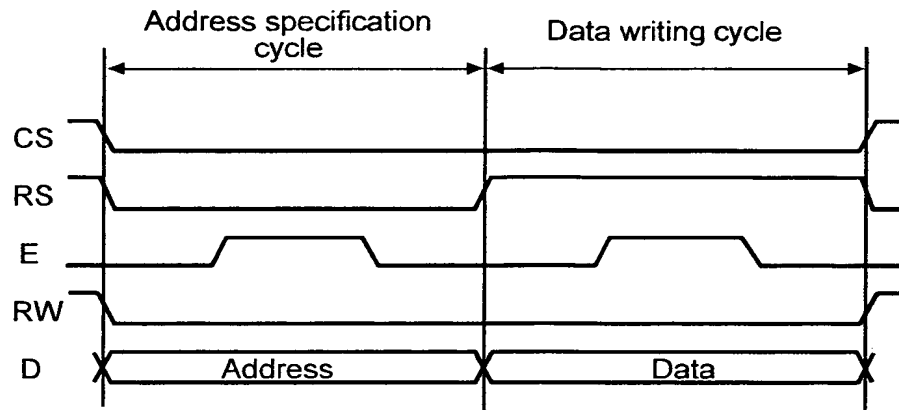 Address specification
cycle
Data writing cycle
CS
RS
E
RW
D
Address
Data